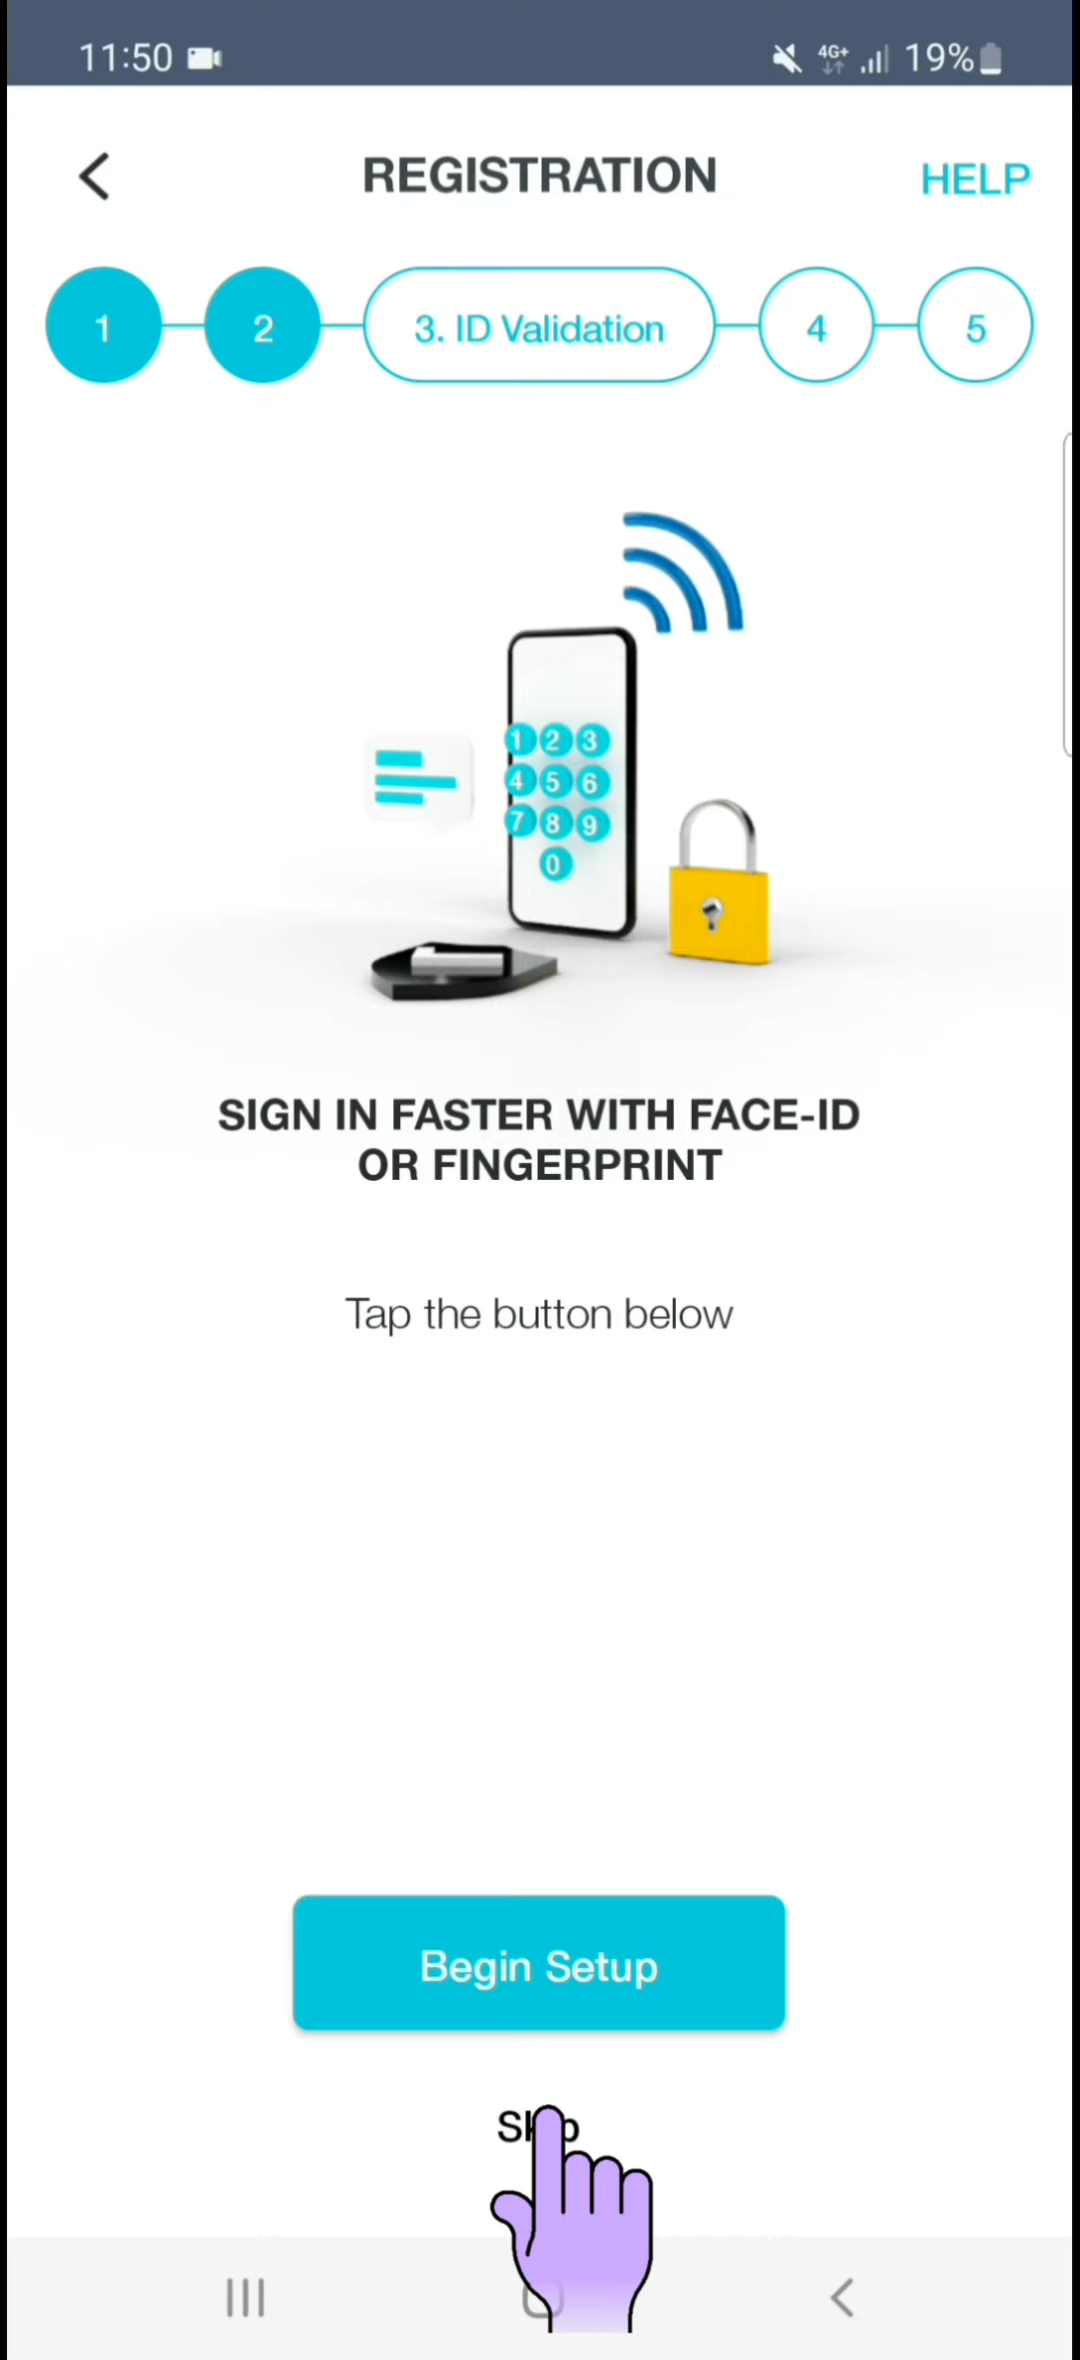 11:50
4G+ 19%
REGISTRATION
HELP
1
2
3. ID Validation
4
5
1 2 3
4 5 6
7 8 9
0
SIGN IN FASTER WITH FACE-ID
OR FINGERPRINT
Tap the button below
Begin Setup